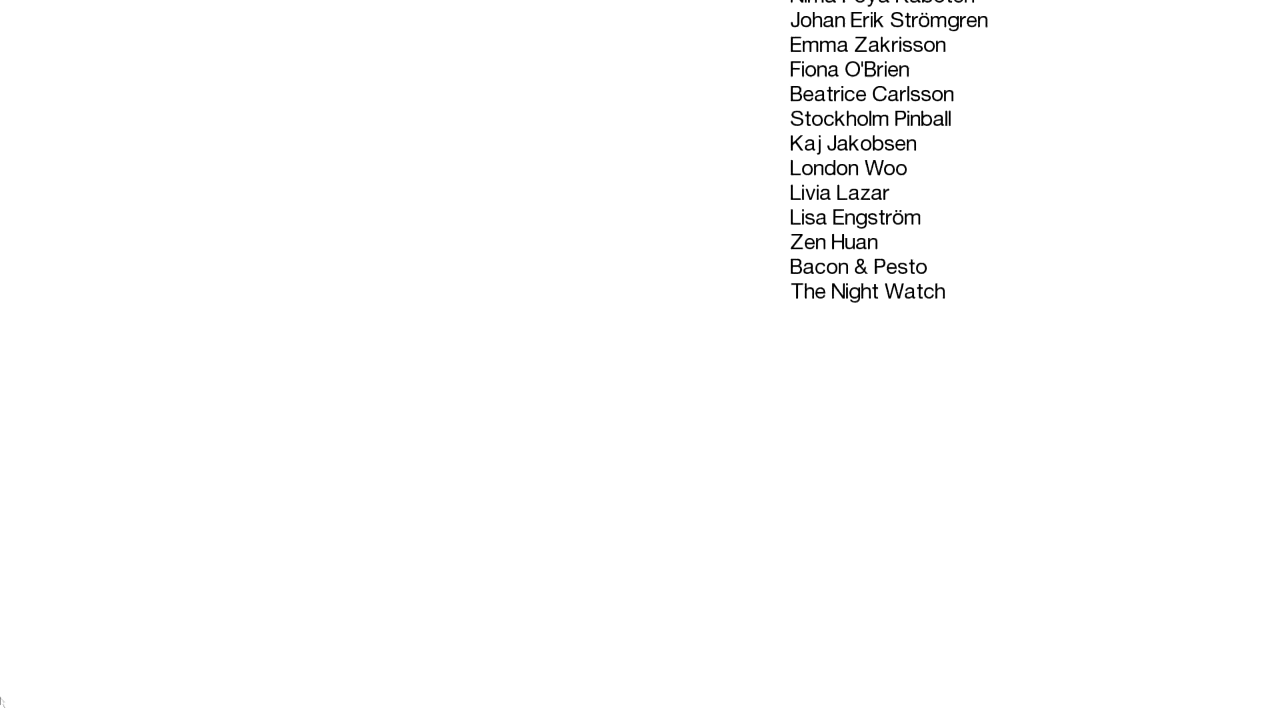 Johan Erik Strömgren
Emma Zakrisson
Fiona O'Brien
Beatrice Carlsson
Stockholm Pinball
Kaj Jakobsen
London Woo
Livia Lazar
Lisa Engström
Zen Huan
Bacon & Pesto
The Night Watch